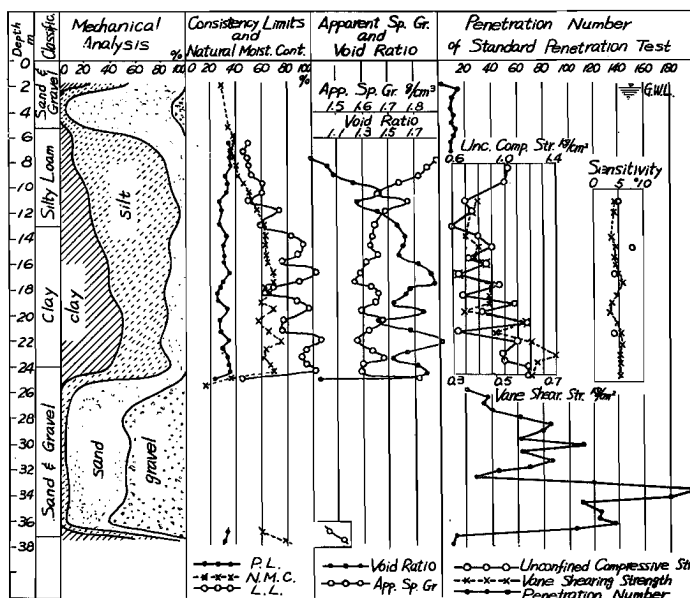 Depth m
Classific.
Mechanical Analysis
Consistency Limits and Natural Moist. Cont.
Apparent Sp. Gr. and Void Ratio
Penetration Number of Standard Penetration Test
0 20 40 60 80 %
0 20 40 60 80 %
0 20 40 60 80 100 120 140 160 180
App. Sp. Gr. g/cm³
1.5 1.6 1.7 1.8
Void Ratio
1.1 1.3 1.5 1.7
G.W.L.
Unc. Comp. Str. kg/cm²
0.6 1.0 1.4
Sensitivity
0 5 10
0
-2
-4
-6
-8
-10
-12
-14
-16
-18
-20
-22
-24
-26
-28
-30
-32
-34
-36
-38
Sand & Gravel
Silty Loam
Clay
Sand & Gravel
silt
clay
sand
gravel
0.3 0.5 0.7
Vane Shear. Str. kg/cm²
P.L.
N.M.C.
L.L.
Void Ratio
App. Sp. Gr
Unconfined Compressive St
Vane Shearing Strength
Penetration Number